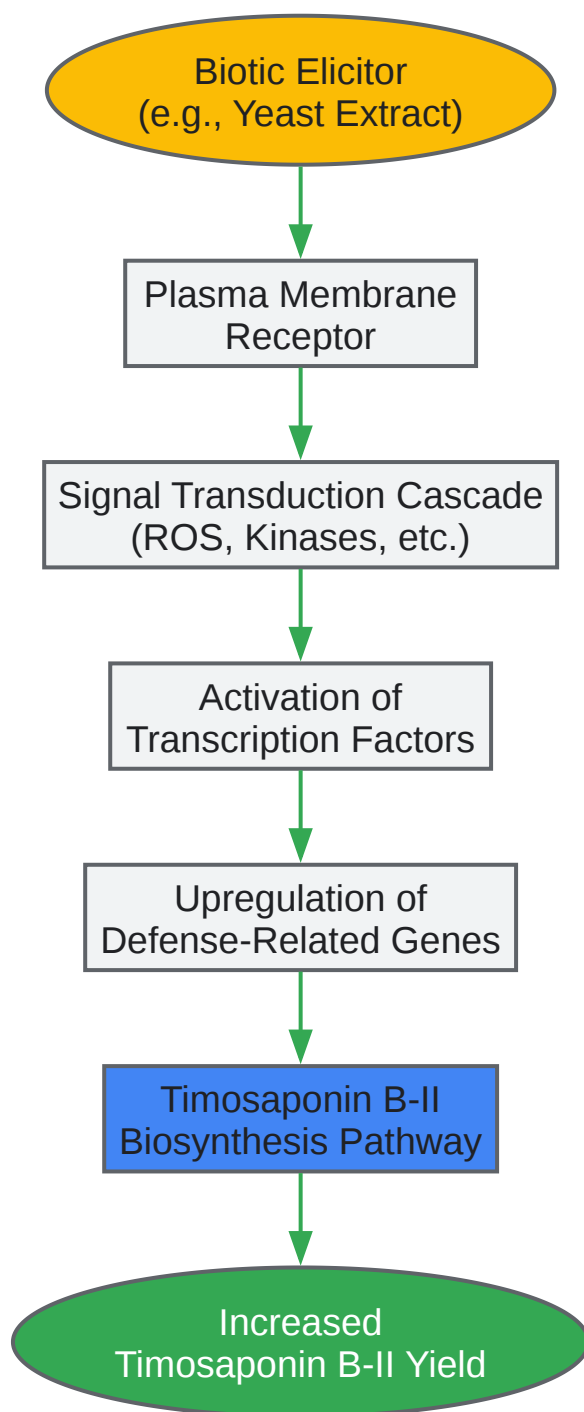 Biotic Elicitor
(e.g., Yeast Extract)
Plasma Membrane
Receptor
Signal Transduction Cascade
(ROS, Kinases, etc.)
Activation of
Transcription Factors
Upregulation of
Defense-Related Genes
Timosaponin B-II
Biosynthesis Pathway
Increased
Timosaponin B-II Yield